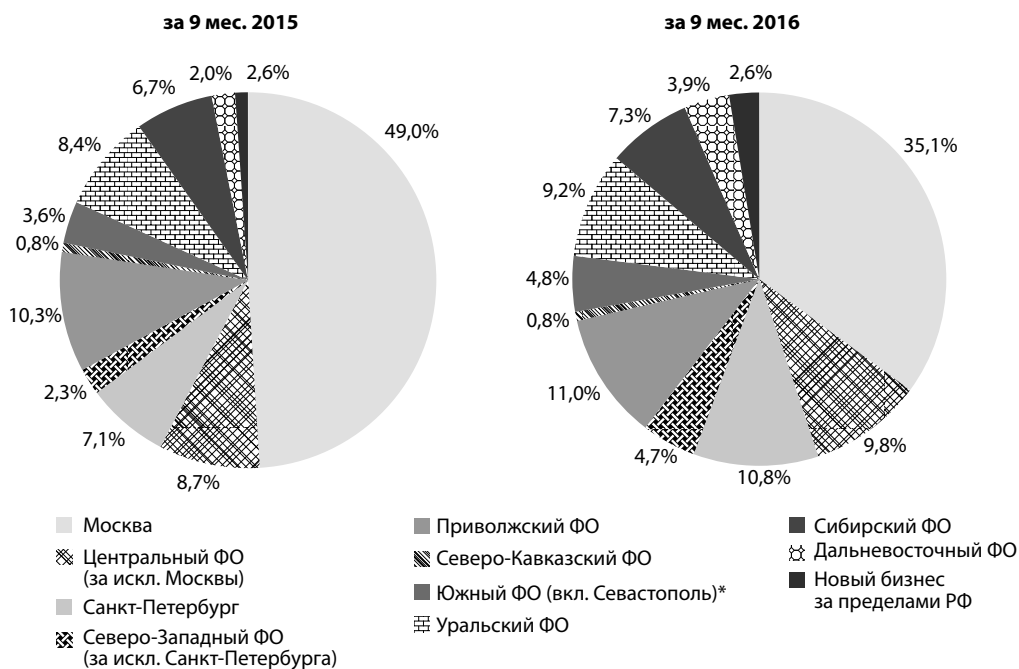 за 9 мес. 2015
49,0%
8,7%
7,1%
2,3%
10,3%
0,8%
3,6%
8,4%
6,7%
2,0%
2,6%
за 9 мес. 2016
35,1%
9,8%
10,8%
4,7%
11,0%
0,8%
4,8%
9,2%
7,3%
3,9%
2,6%
Москва
Центральный ФО
(за искл. Москвы)
Санкт-Петербург
Северо-Западный ФО
(за искл. Санкт-Петербурга)
Приволжский ФО
Северо-Кавказский ФО
Южный ФО (вкл. Севастополь)*
Уральский ФО
Сибирский ФО
Дальневосточный ФО
Новый бизнес
за пределами РФ